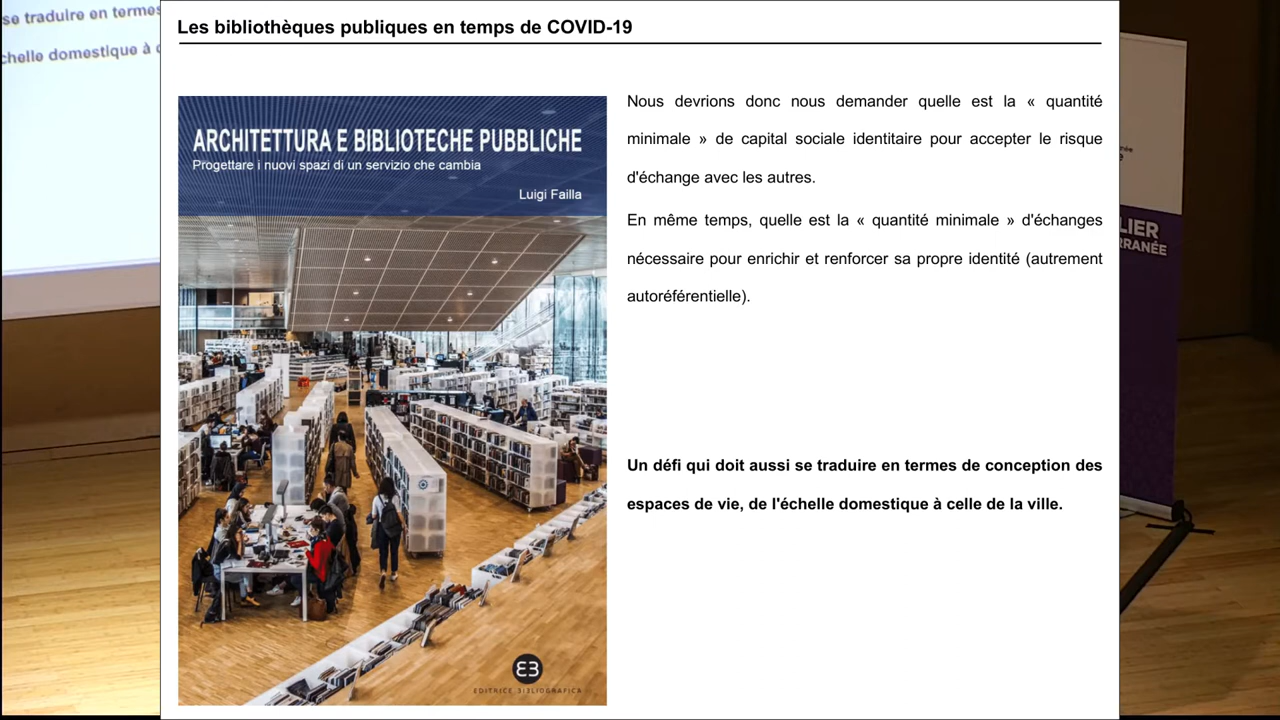 se traduire en termes
échelle domestique à
Les bibliothèques publiques en temps de COVID-19
ARCHITETTURA E BIBLIOTECHE PUBBLICHE
Progettare i nuovi spazi di un servizio che cambia
Luigi Failla
EDITRICE BIBLIOGRAFICA
Nous devrions donc nous demander quelle est la « quantité
minimale » de capital sociale identitaire pour accepter le risque
d'échange avec les autres.
En même temps, quelle est la « quantité minimale » d'échanges
nécessaire pour enrichir et renforcer sa propre identité (autrement
autoréférentielle).
Un défi qui doit aussi se traduire en termes de conception des
espaces de vie, de l'échelle domestique à celle de la ville.
LIER
RRANÉE